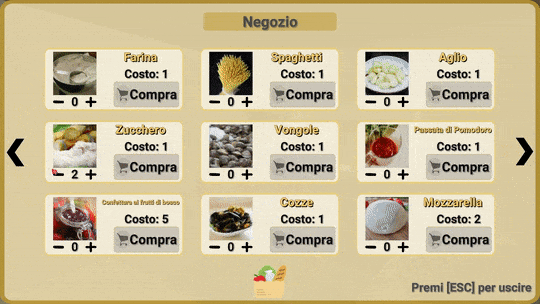 Negozio
Farina
Costo: 1
- 0 + Compra
Spaghetti
Costo: 1
- 0 + Compra
Aglio
Costo: 1
- 0 + Compra
Zucchero
Costo: 1
- 2 + Compra
Vongole
Costo: 1
- 0 + Compra
Passata di Pomodoro
Costo: 1
- 0 + Compra
Confettura ai frutti di bosco
Costo: 5
- 0 + Compra
Cozze
Costo: 1
- 0 + Compra
Mozzarella
Costo: 2
- 0 + Compra
Premi [ESC] per uscire